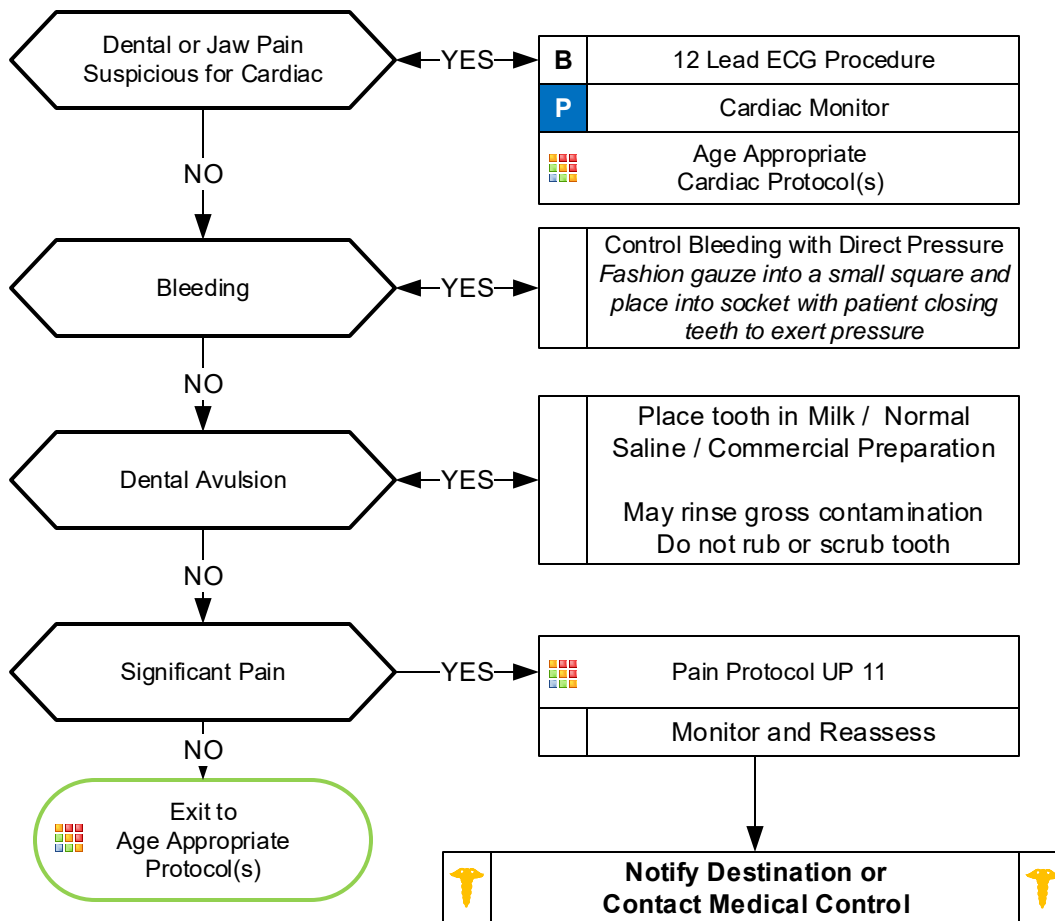 Dental or Jaw Pain
Suspicious for Cardiac
YES
B
12 Lead ECG Procedure
P
Cardiac Monitor
Age Appropriate
Cardiac Protocol(s)
NO
Bleeding
YES
Control Bleeding with Direct Pressure
Fashion gauze into a small square and
place into socket with patient closing
teeth to exert pressure
NO
Dental Avulsion
YES
Place tooth in Milk / Normal
Saline / Commercial Preparation
May rinse gross contamination
Do not rub or scrub tooth
NO
Significant Pain
YES
Pain Protocol UP 11
Monitor and Reassess
NO
Exit to
Age Appropriate
Protocol(s)
Notify Destination or
Contact Medical Control